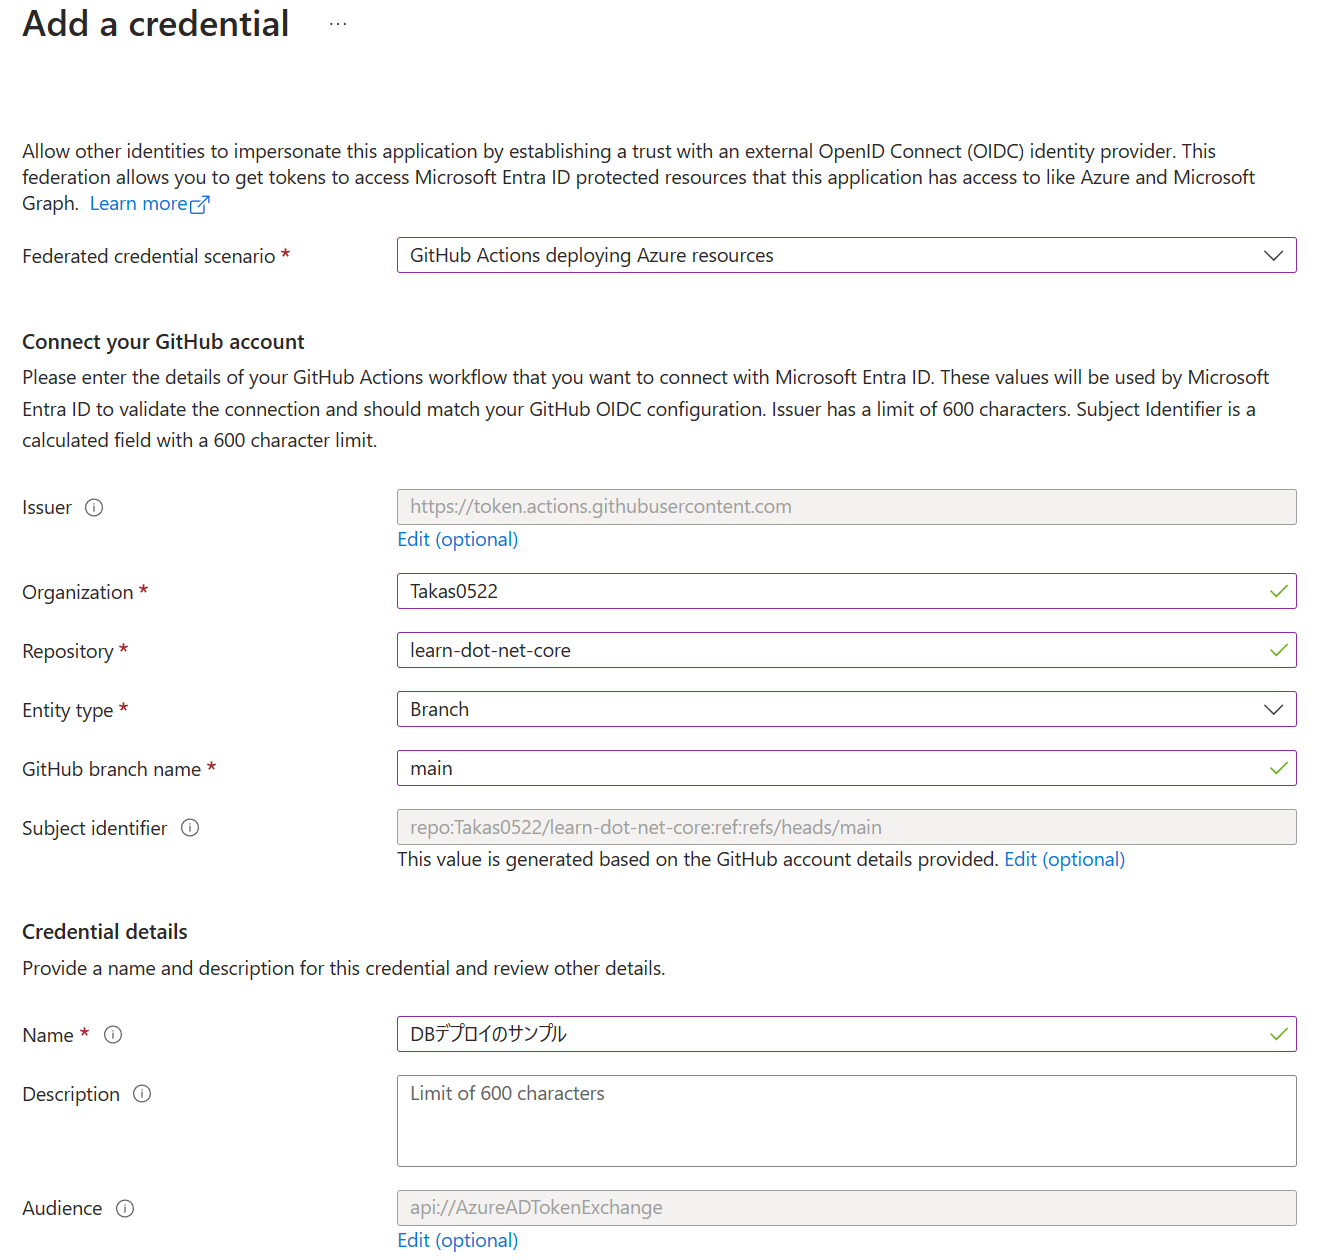 Add a credential ...
Allow other identities to impersonate this application by establishing a trust with an external OpenID Connect (OIDC) identity provider. This
federation allows you to get tokens to access Microsoft Entra ID protected resources that this application has access to like Azure and Microsoft
Graph. Learn more
Federated credential scenario *
GitHub Actions deploying Azure resources
Connect your GitHub account
Please enter the details of your GitHub Actions workflow that you want to connect with Microsoft Entra ID. These values will be used by Microsoft
Entra ID to validate the connection and should match your GitHub OIDC configuration. Issuer has a limit of 600 characters. Subject Identifier is a
calculated field with a 600 character limit.
Issuer
https://token.actions.githubusercontent.com
Edit (optional)
Organization *
Takas0522
Repository *
learn-dot-net-core
Entity type *
Branch
GitHub branch name *
main
Subject identifier
repo:Takas0522/learn-dot-net-core:ref:refs/heads/main
This value is generated based on the GitHub account details provided. Edit (optional)
Credential details
Provide a name and description for this credential and review other details.
Name *
DBデプロイのサンプル
Description
Limit of 600 characters
Audience
api://AzureADTokenExchange
Edit (optional)